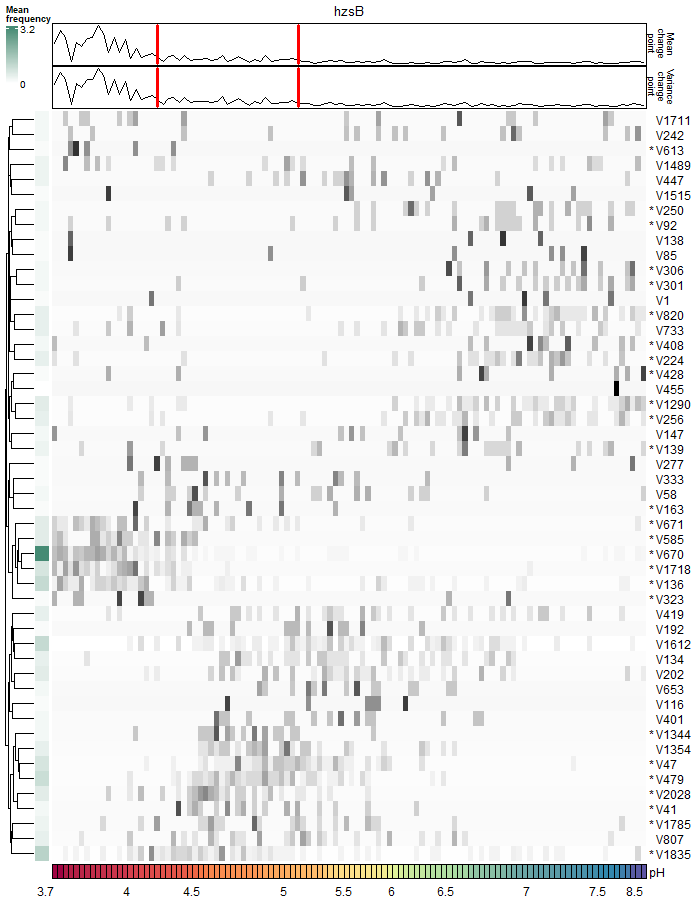 hzsB
Mean
frequency
3.2
0
Mean
change
point
Variance
change
point
V1711
V242
*V613
V1489
V447
V1515
*V250
*V92
V138
V85
*V306
*V301
V1
*V820
V733
*V408
*V224
*V428
V455
*V1290
*V256
V147
*V139
V277
V333
V58
*V163
*V671
*V585
*V670
*V1718
*V136
*V323
V419
V192
V1612
V134
V202
V653
V116
V401
*V1344
V1354
*V47
*V479
*V2028
*V41
*V1785
V807
*V1835
pH
3.7 4 4.5 5 5.5 6 6.5 7 7.5 8.5